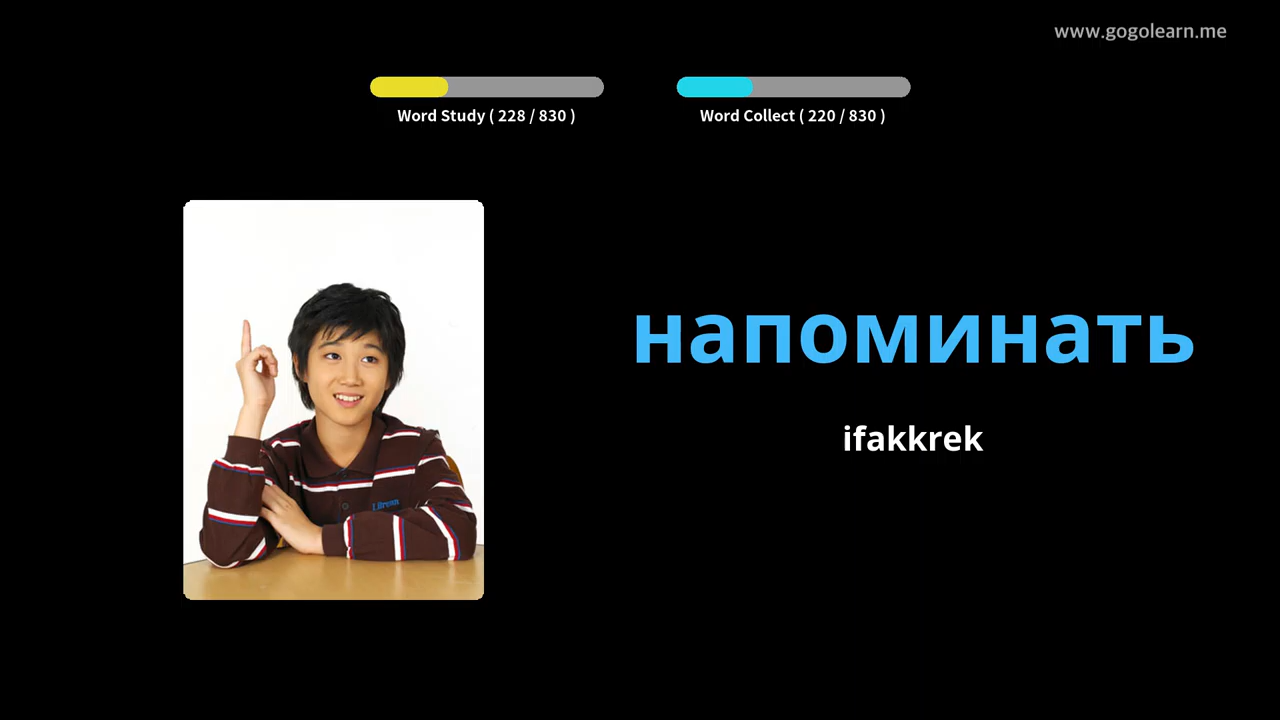 www.gogolearn.me
Word Study ( 228 / 830 )
Word Collect ( 220 / 830 )
напоминать
ifakkrek